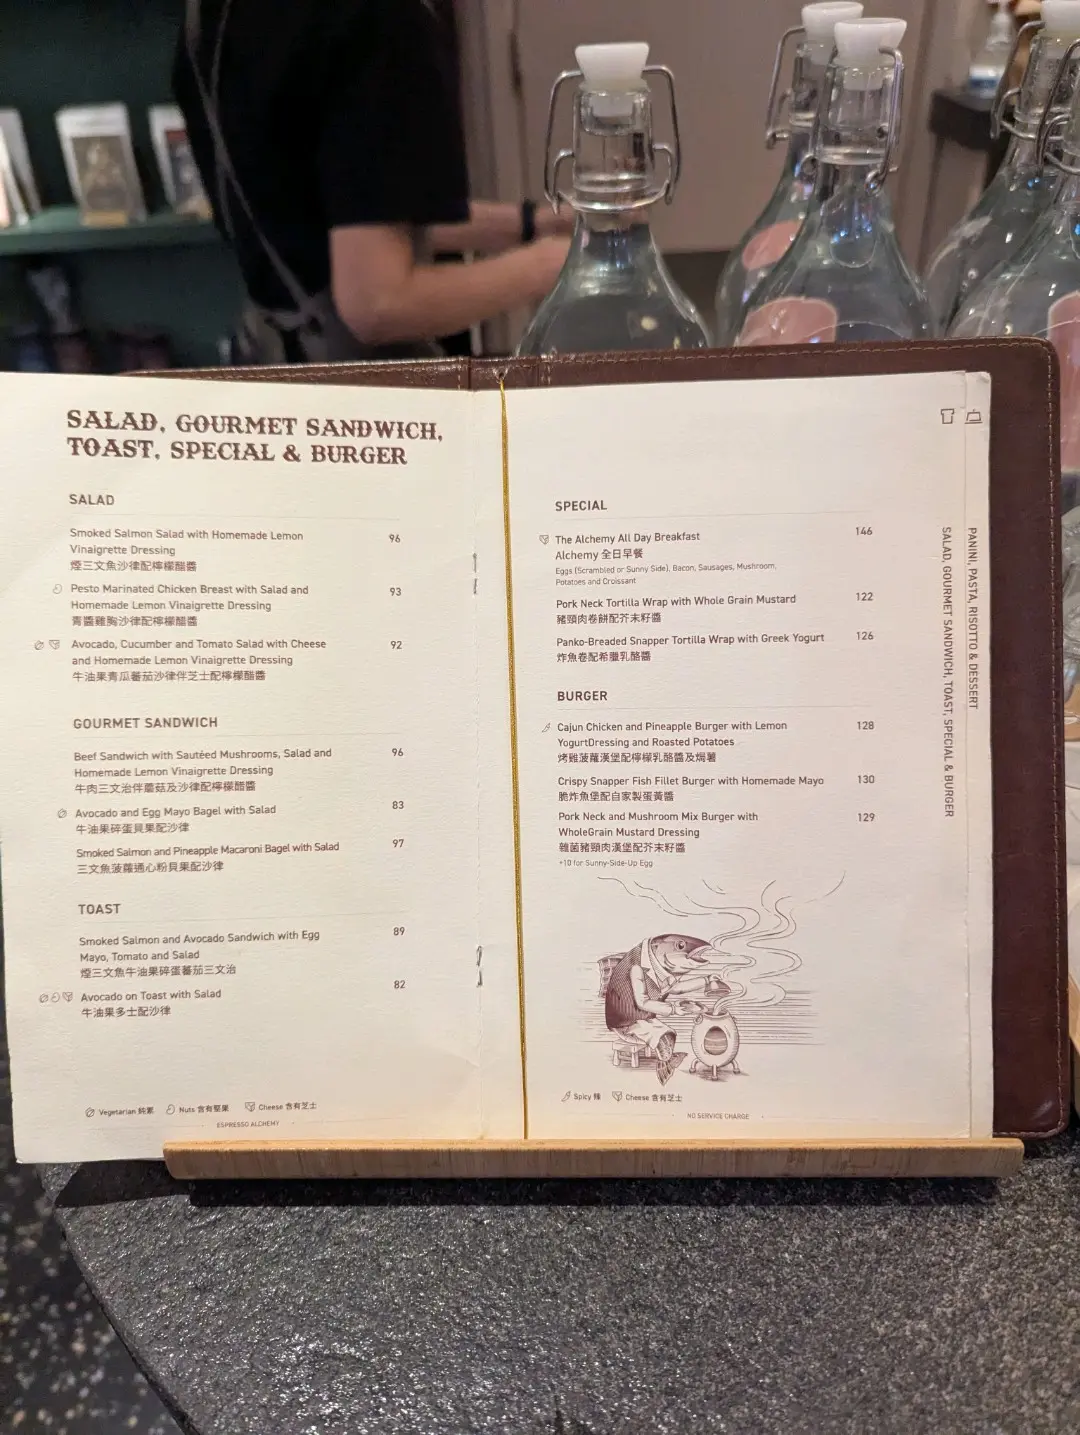 SALAD, GOURMET SANDWICH,
TOAST, SPECIAL & BURGER
SALAD
Smoked Salmon Salad with Homemade Lemon 96
Vinaigrette Dressing
煙三文魚沙律配檸檬醋醬
Pesto Marinated Chicken Breast with Salad and 93
Homemade Lemon Vinaigrette Dressing
青醬雞胸沙律配檸檬醋醬
Avocado, Cucumber and Tomato Salad with Cheese 92
and Homemade Lemon Vinaigrette Dressing
牛油果青瓜蕃茄沙律伴芝士配檸檬醋醬
GOURMET SANDWICH
Beef Sandwich with Sautéed Mushrooms, Salad and 96
Homemade Lemon Vinaigrette Dressing
牛肉三文治伴蘑菇及沙律配檸檬醋醬
Avocado and Egg Mayo Bagel with Salad 83
牛油果碎蛋貝果配沙律
Smoked Salmon and Pineapple Macaroni Bagel with Salad 97
三文魚菠蘿通心粉貝果配沙律
TOAST
Smoked Salmon and Avocado Sandwich with Egg 89
Mayo, Tomato and Salad
煙三文魚牛油果碎蛋蕃茄三文治
Avocado on Toast with Salad 82
牛油果多士配沙律
Vegetarian 純素 Nuts 含有堅果 Cheese 含有芝士
ESPRESSO ALCHEMY
SPECIAL
The Alchemy All Day Breakfast 146
Alchemy 全日早餐
Eggs (Scrambled or Sunny Side), Bacon, Sausages, Mushroom,
Potatoes and Croissant
Pork Neck Tortilla Wrap with Whole Grain Mustard 122
豬頸肉卷餅配芥末籽醬
Panko-Breaded Snapper Tortilla Wrap with Greek Yogurt 126
炸魚卷配希臘乳酪醬
BURGER
Cajun Chicken and Pineapple Burger with Lemon 128
YogurtDressing and Roasted Potatoes
烤雞菠蘿漢堡配檸檬乳酪醬及焗薯
Crispy Snapper Fish Fillet Burger with Homemade Mayo 130
脆炸魚堡配自家製蛋黃醬
Pork Neck and Mushroom Mix Burger with 129
WholeGrain Mustard Dressing
雜菌豬頸肉漢堡配芥末籽醬
+10 for Sunny-Side-Up Egg
Spicy 辣 Cheese 含有芝士
NO SERVICE CHARGE
SALAD, GOURMET SANDWICH, TOAST, SPECIAL & BURGER
PANINI, PASTA, RISOTTO & DESSERT